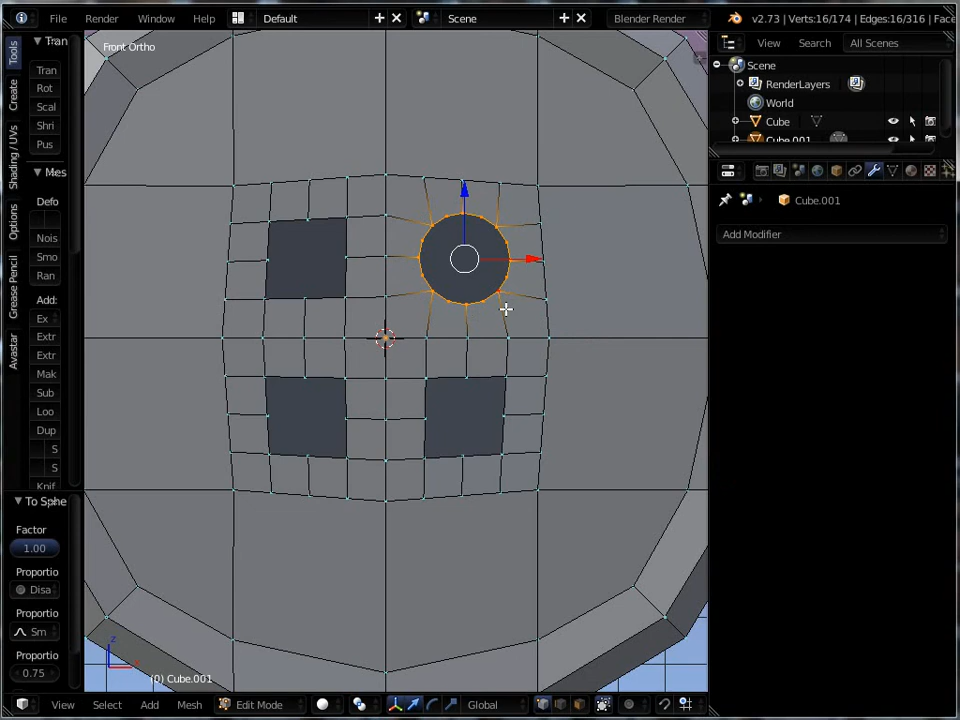 File Render Window Help Default Scene Blender Render v2.73 | Verts:16/174 | Edges:16/316 | Face
Front Ortho
View Search All Scenes
Scene
RenderLayers
World
Cube
Cube.001
Cube.001
Add Modifier
Tools
Create
Shading / UVs
Options
Grease Pencil
Avastar
Tran
Tran
Rot
Scal
Shri
Pus
Mes
Defo
Nois
Smo
Ran
Add:
Ex
Extr
Extr
Mak
Sub
Loo
Dup
S
S
Knif
To Sphe
Factor
1.00
Proportio
Disa
Proportio
Sm
Proportio
0.75
z
(0) Cube.001
View Select Add Mesh Edit Mode Global